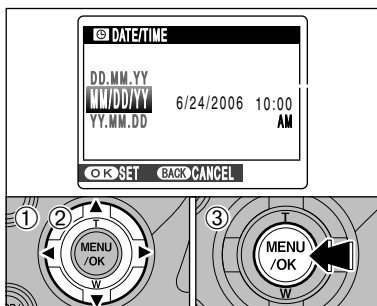 DATE/TIME
DD.MM.YY
MM/DD/YY 6/24/2006 10:00
YY.MM.DD AM
OK SET BACK CANCEL
① ② ③
T T
MENU MENU
/OK /OK
W W